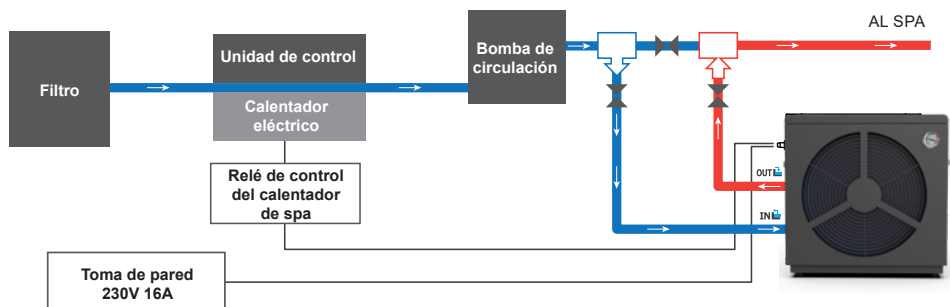 AL SPA
Filtro
Unidad de control
Calentador
eléctrico
Bomba de
circulación
Relé de control
del calentador
de spa
OUT
IN
Toma de pared
230V 16A